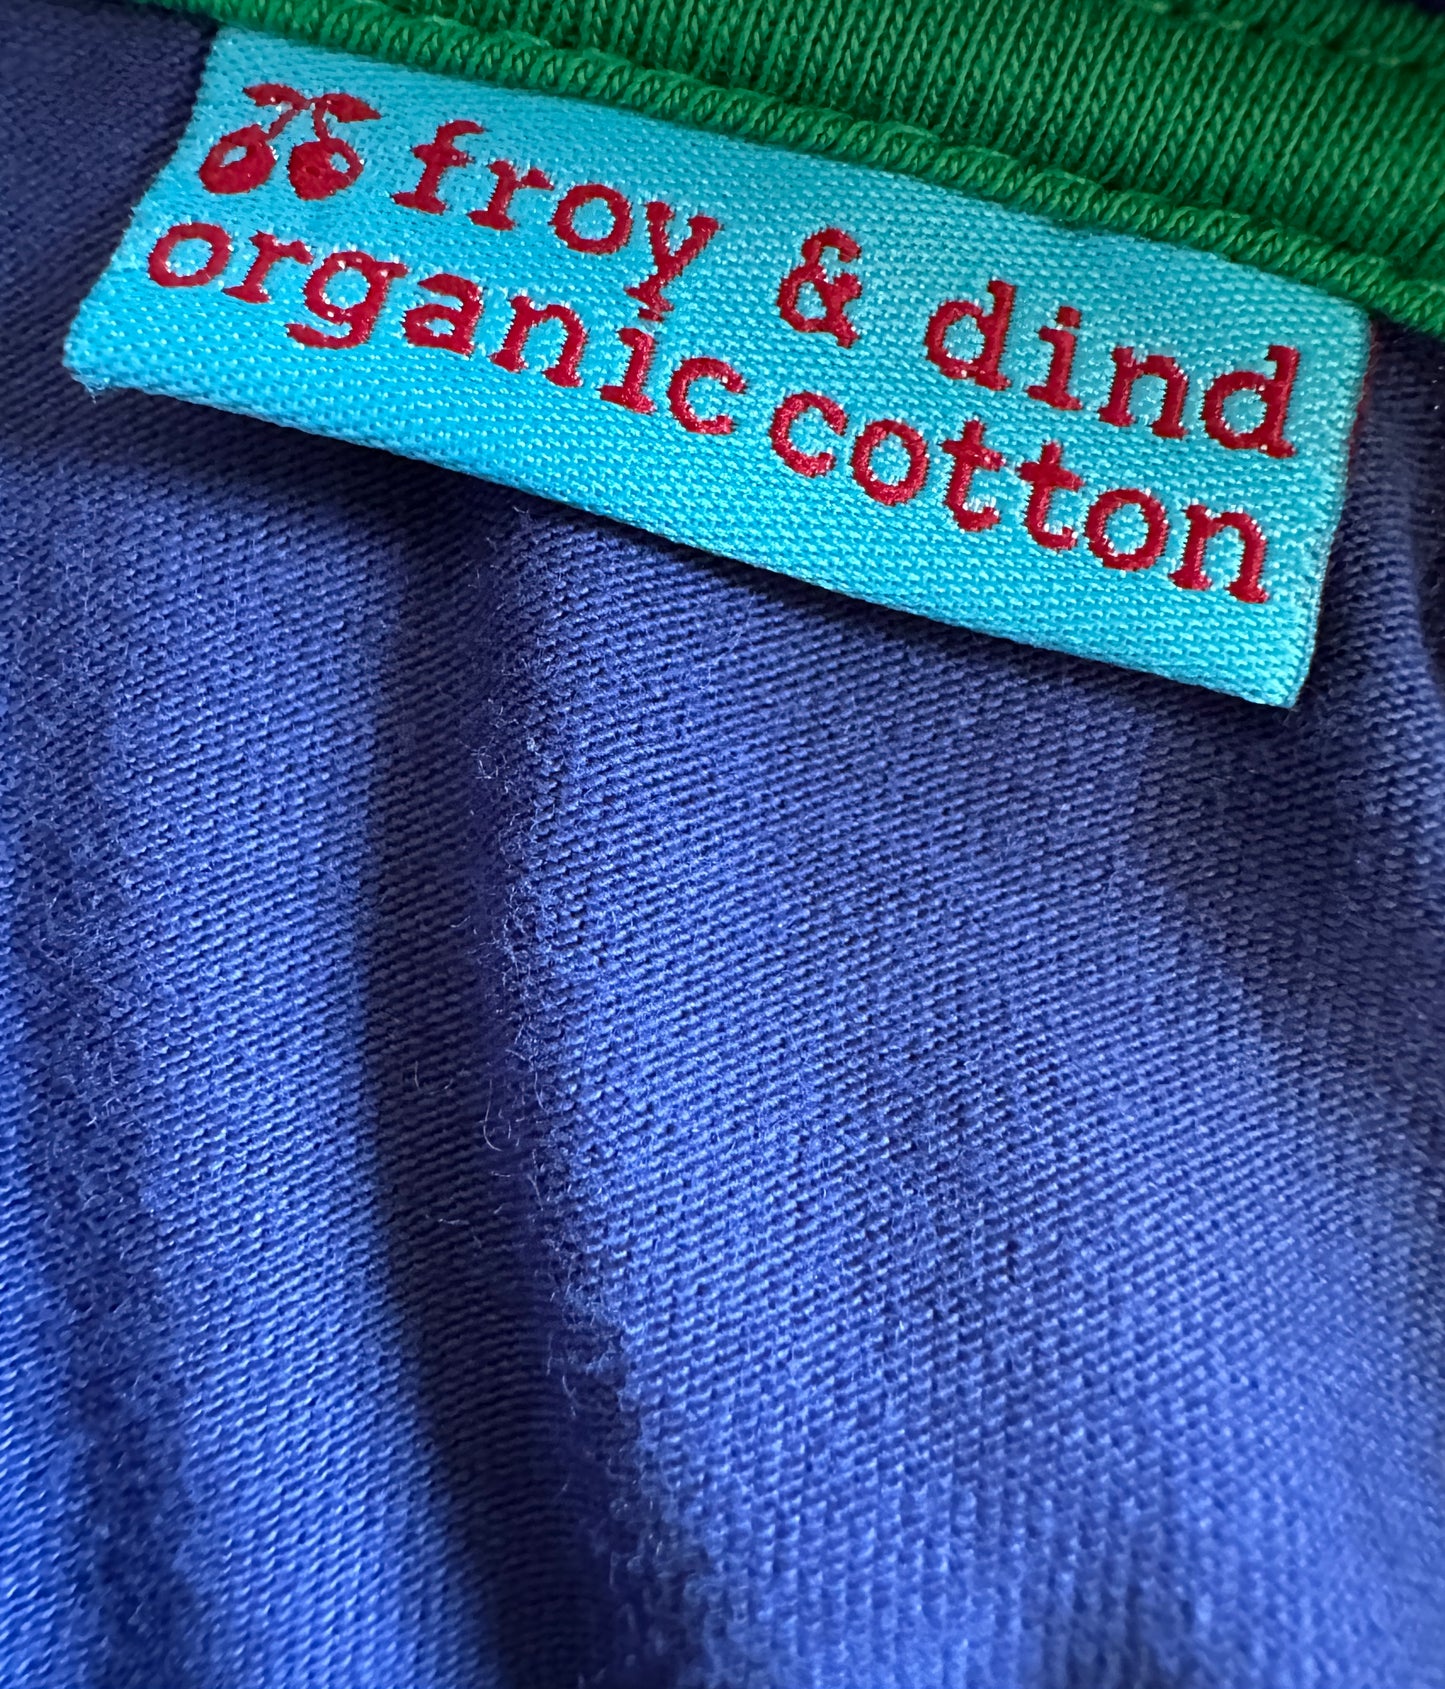 froy & dind
organic cotton